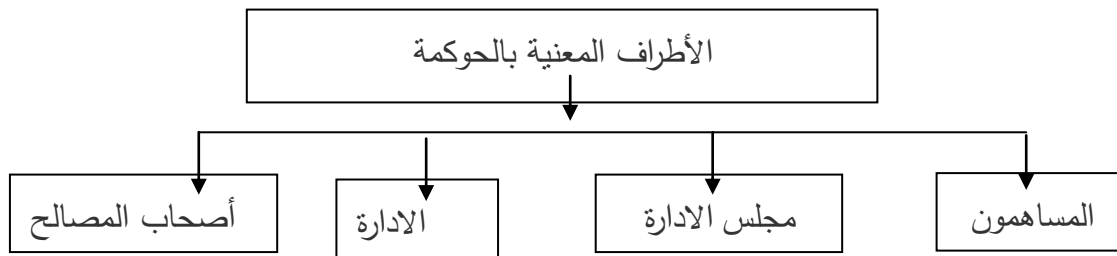 الأطراف المعنية بالحوكمة
المساهمون
مجلس الادارة
الادارة
أصحاب المصالح